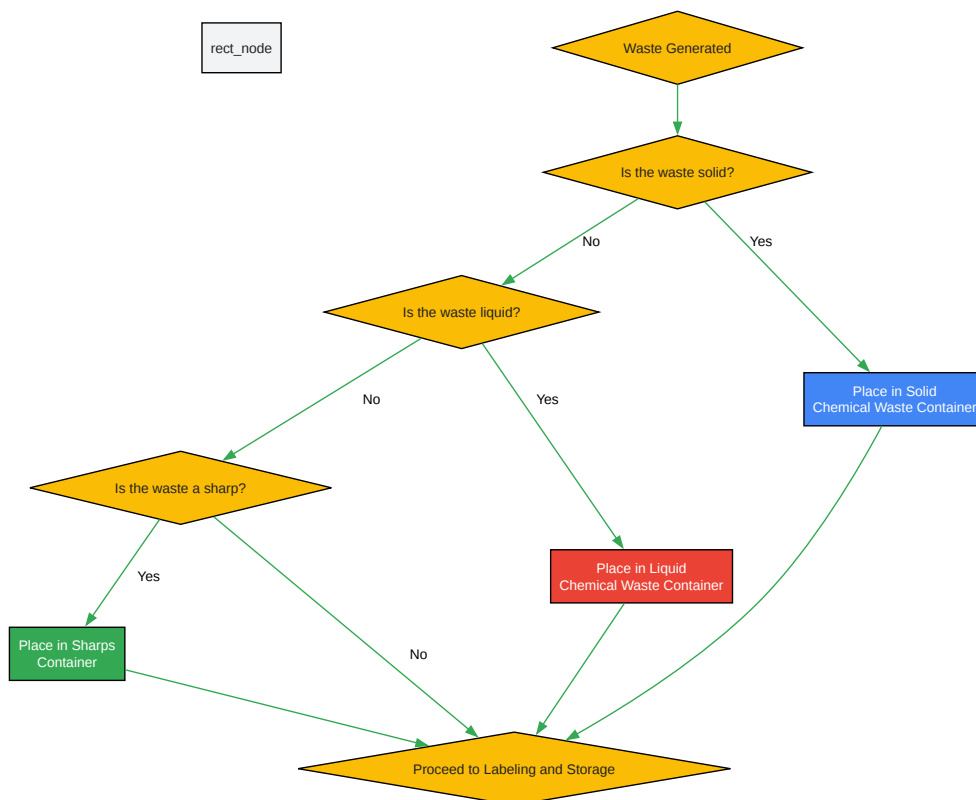 rect_node
Waste Generated
Is the waste solid?
No
Yes
Is the waste liquid?
No
Yes
Place in Solid
Chemical Waste Container
Is the waste a sharp?
Yes
Place in Liquid
Chemical Waste Container
Place in Sharps
Container
No
Proceed to Labeling and Storage